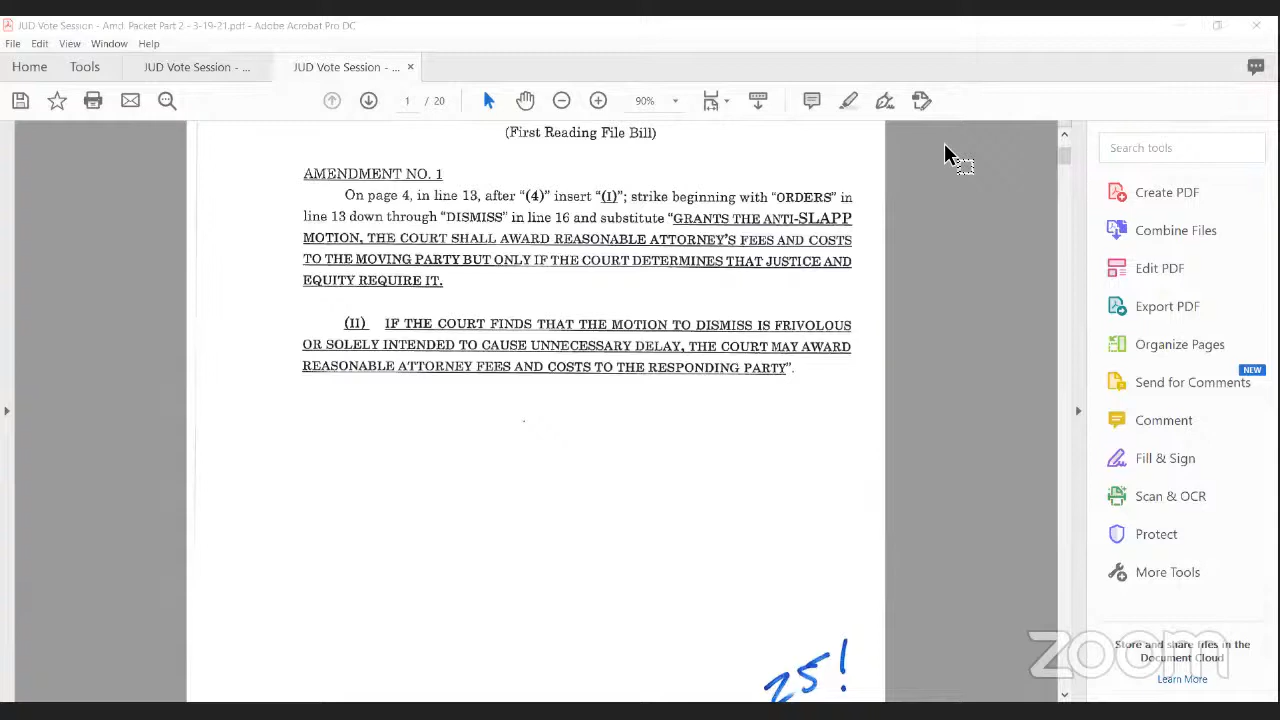 JUD Vote Session - Amd. Packet Part 2 - 3-19-21.pdf - Adobe Acrobat Pro DC
File Edit View Window Help
Home Tools JUD Vote Session - ... JUD Vote Session - ... ×
1 / 20 90%
(First Reading File Bill)
AMENDMENT NO. 1
On page 4, in line 13, after “(4)” insert “(I)”; strike beginning with “ORDERS” in
line 13 down through “DISMISS” in line 16 and substitute “GRANTS THE ANTI-SLAPP
MOTION, THE COURT SHALL AWARD REASONABLE ATTORNEY’S FEES AND COSTS
TO THE MOVING PARTY BUT ONLY IF THE COURT DETERMINES THAT JUSTICE AND
EQUITY REQUIRE IT.
(II) IF THE COURT FINDS THAT THE MOTION TO DISMISS IS FRIVOLOUS
OR SOLELY INTENDED TO CAUSE UNNECESSARY DELAY, THE COURT MAY AWARD
REASONABLE ATTORNEY FEES AND COSTS TO THE RESPONDING PARTY”.
25!
Search tools
Create PDF
Combine Files
Edit PDF
Export PDF
Organize Pages
NEW
Send for Comments
Comment
Fill & Sign
Scan & OCR
Protect
More Tools
Store and share files in the
Document Cloud
Learn More
zoom